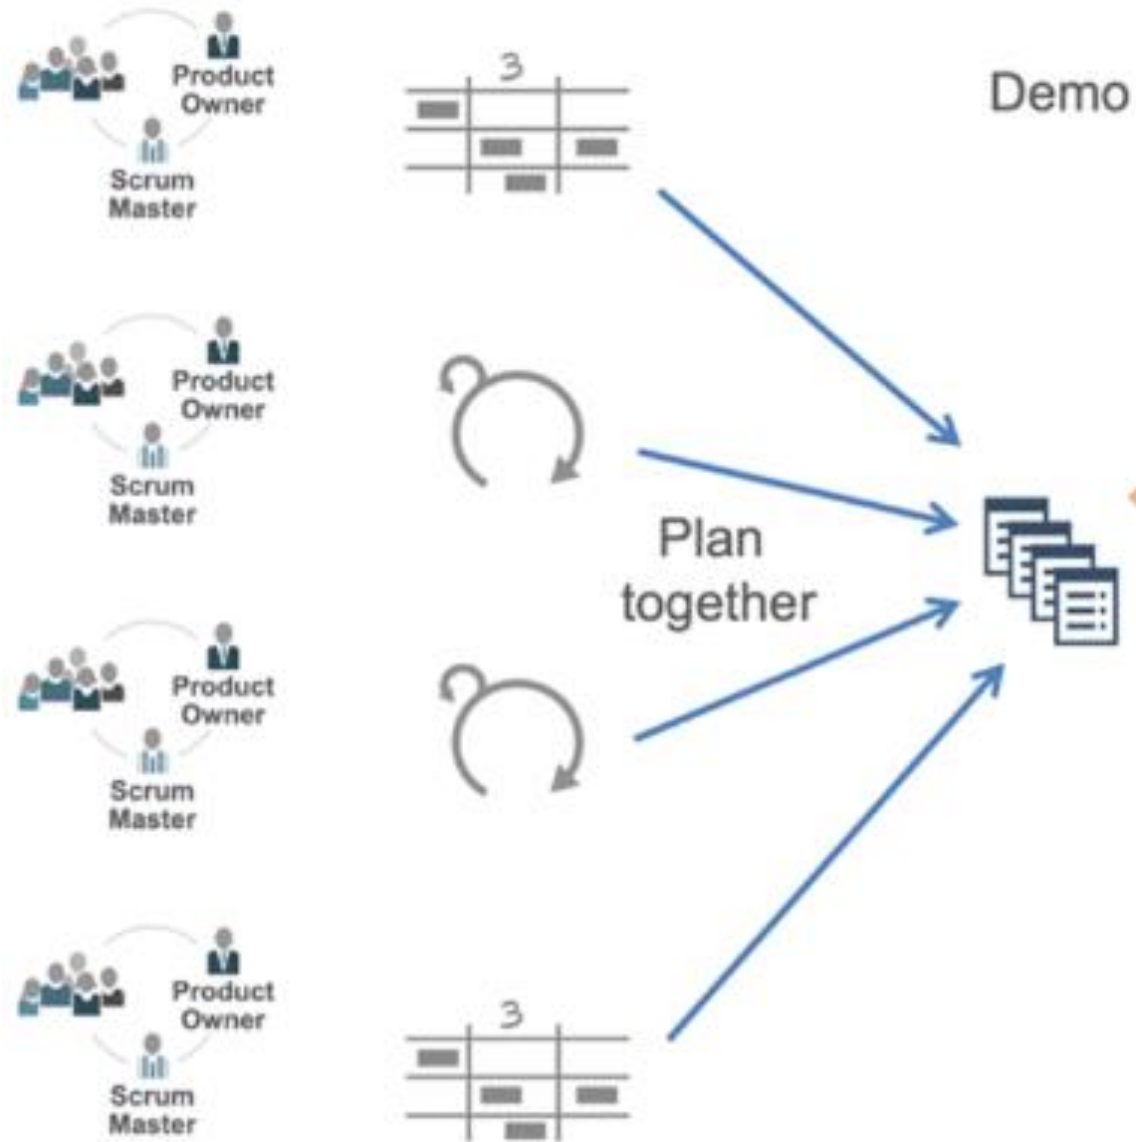 Product
Owner
Scrum
Master
3
Demo
Product
Owner
Scrum
Master
Plan
together
Product
Owner
Scrum
Master
Product
Owner
Scrum
Master
3